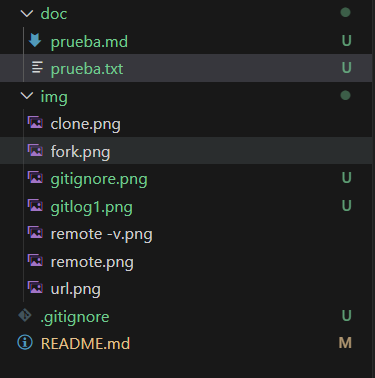 doc
prueba.md U
prueba.txt U
img
clone.png
fork.png
gitignore.png U
gitlog1.png U
remote -v.png
remote.png
url.png
.gitignore U
README.md M